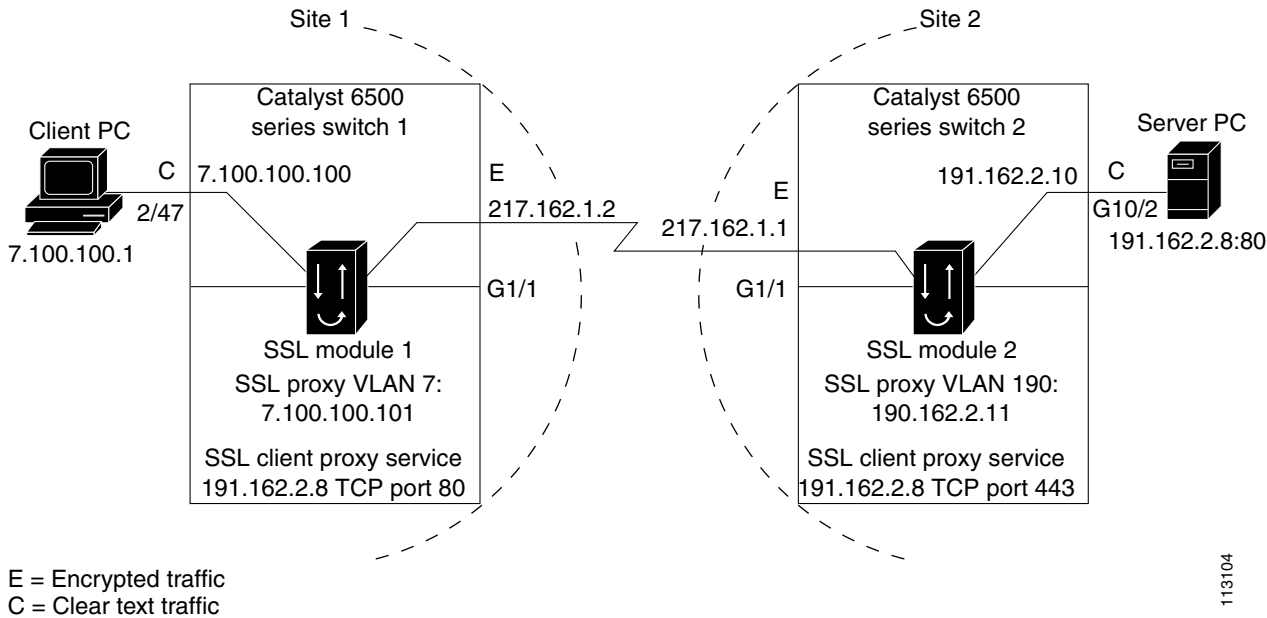 Site 1
Site 2
Client PC
C
2/47
7.100.100.1
Catalyst 6500
series switch 1
7.100.100.100
E
217.162.1.2
G1/1
SSL module 1
SSL proxy VLAN 7:
7.100.100.101
SSL client proxy service
191.162.2.8 TCP port 80
Catalyst 6500
series switch 2
E
217.162.1.1
G1/1
191.162.2.10
SSL module 2
SSL proxy VLAN 190:
190.162.2.11
SSL client proxy service
191.162.2.8 TCP port 443
Server PC
C
G10/2
191.162.2.8:80
E = Encrypted traffic
C = Clear text traffic
113104